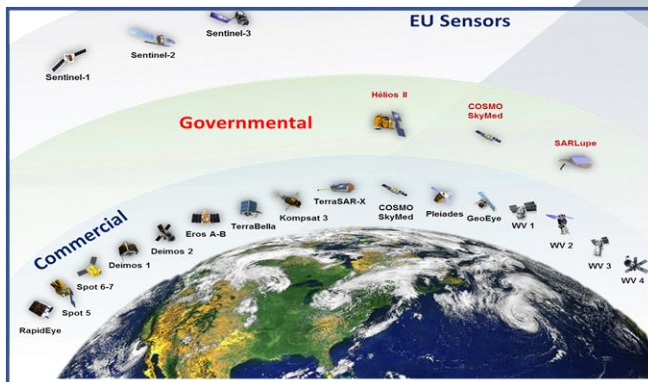 EU Sensors
Sentinel-3
Sentinel-2
Sentinel-1
Hélios II
COSMO
SkyMed
Governmental
SARLupe
Commercial
TerraSAR-X
Kompsat 3
COSMO
SkyMed
Pleiades
GeoEye
TerraBella
WV 1
Eros A-B
WV 2
Deimos 2
Deimos 1
WV 3
Spot 6-7
WV 4
Spot 5
RapidEye